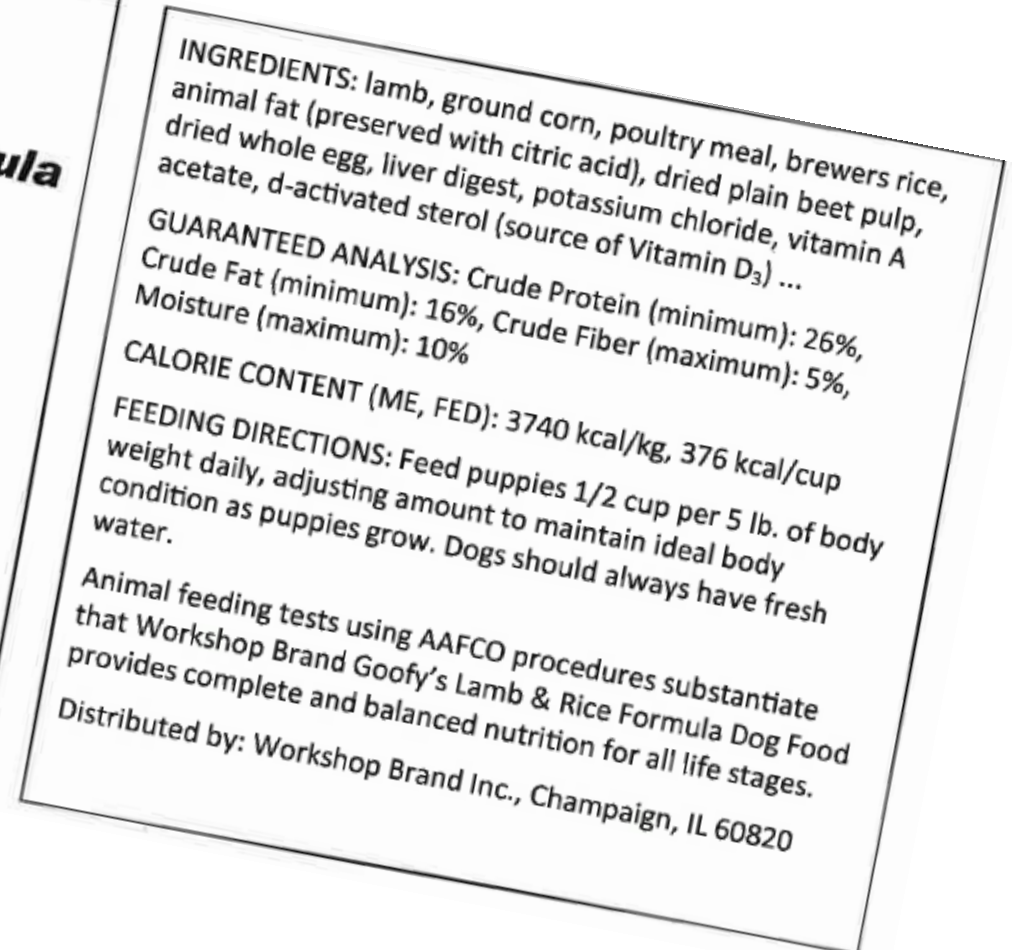 ula
INGREDIENTS: lamb, ground corn, poultry meal, brewers rice,
animal fat (preserved with citric acid), dried plain beet pulp,
dried whole egg, liver digest, potassium chloride, vitamin A
acetate, d-activated sterol (source of Vitamin D₃) ...
GUARANTEED ANALYSIS: Crude Protein (minimum): 26%,
Crude Fat (minimum): 16%, Crude Fiber (maximum): 5%,
Moisture (maximum): 10%
CALORIE CONTENT (ME, FED): 3740 kcal/kg, 376 kcal/cup
FEEDING DIRECTIONS: Feed puppies 1/2 cup per 5 lb. of body
weight daily, adjusting amount to maintain ideal body
condition as puppies grow. Dogs should always have fresh
water.
Animal feeding tests using AAFCO procedures substantiate
that Workshop Brand Goofy's Lamb & Rice Formula Dog Food
provides complete and balanced nutrition for all life stages.
Distributed by: Workshop Brand Inc., Champaign, IL 60820